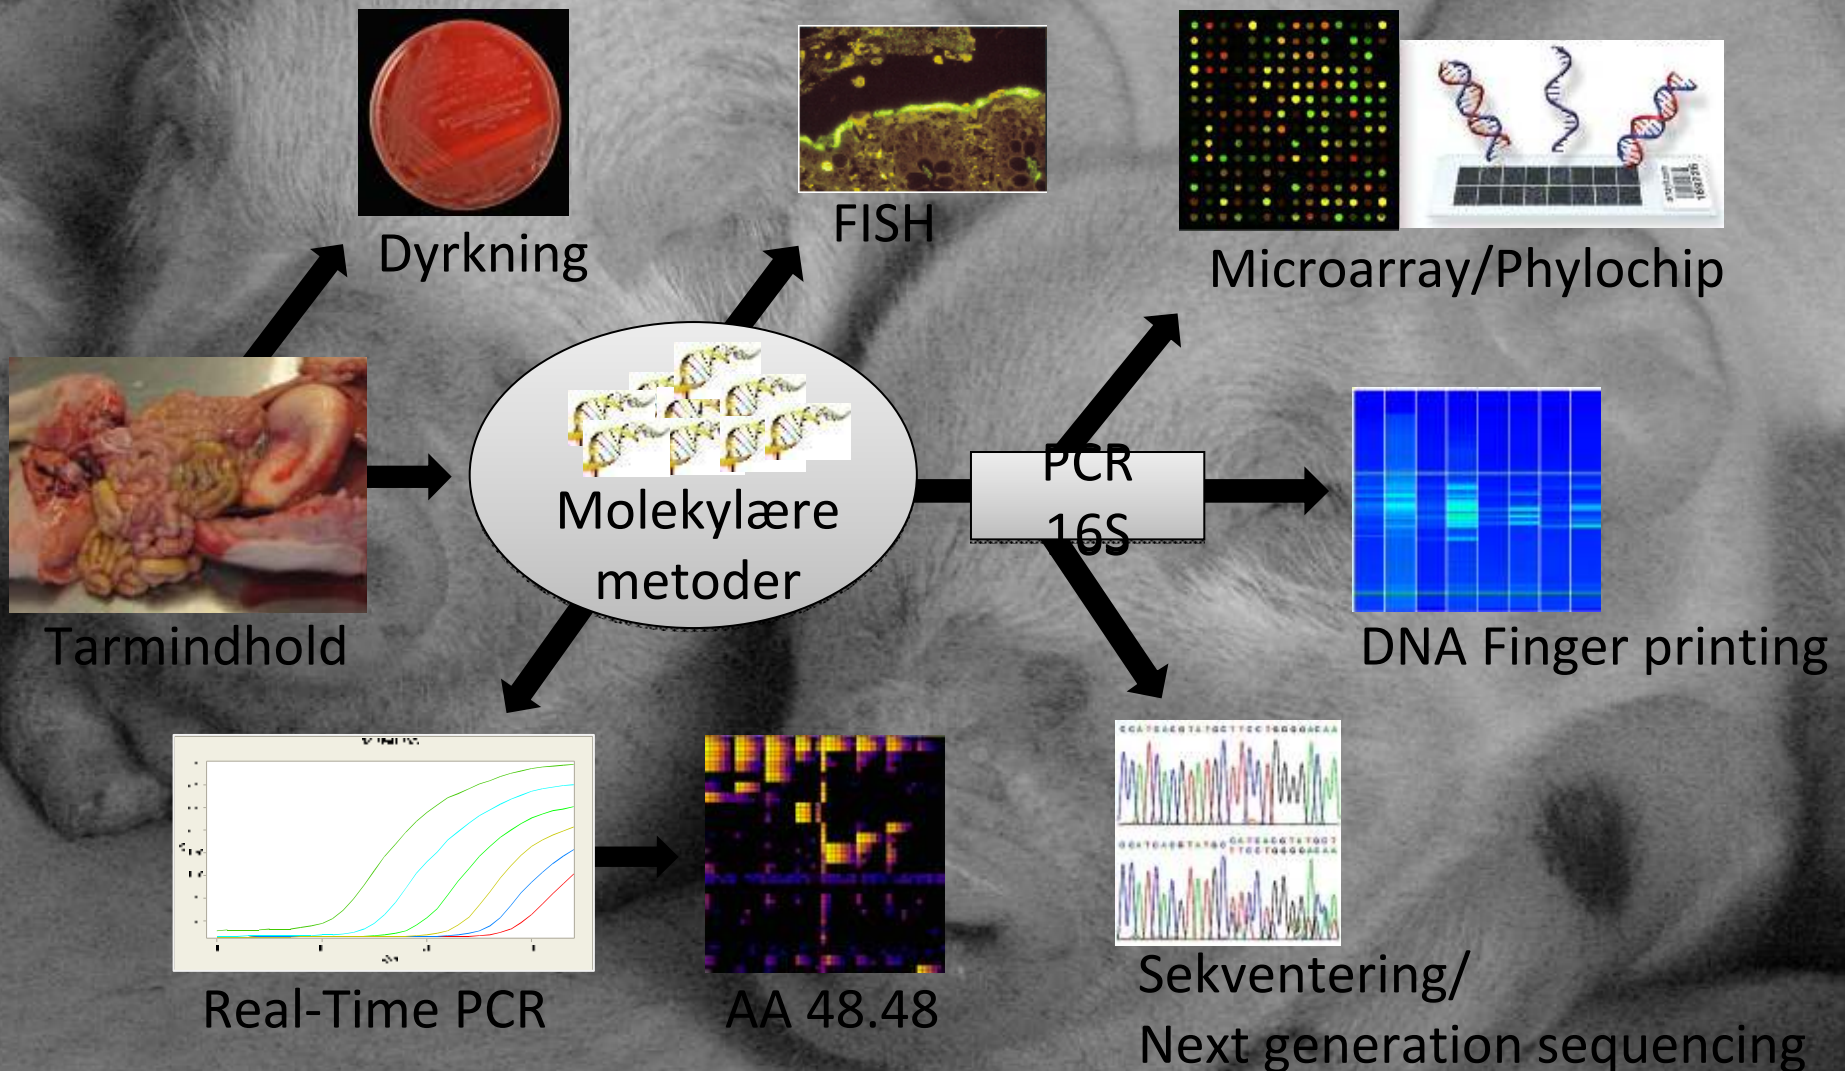 Dyrkning
FISH
Microarray/Phylochip
Tarmindhold
Molekylære
metoder
PCR
16S
DNA Finger printing
Real-Time PCR
AA 48.48
Sekventering/
Next generation sequencing